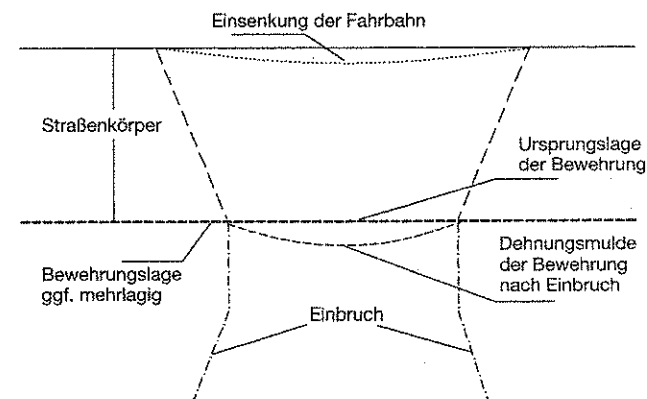 Einsenkung der Fahrbahn
Straßenkörper
Ursprungslage
der Bewehrung
Bewehrungslage
ggf. mehrlagig
Dehnungsmulde
der Bewehrung
nach Einbruch
Einbruch